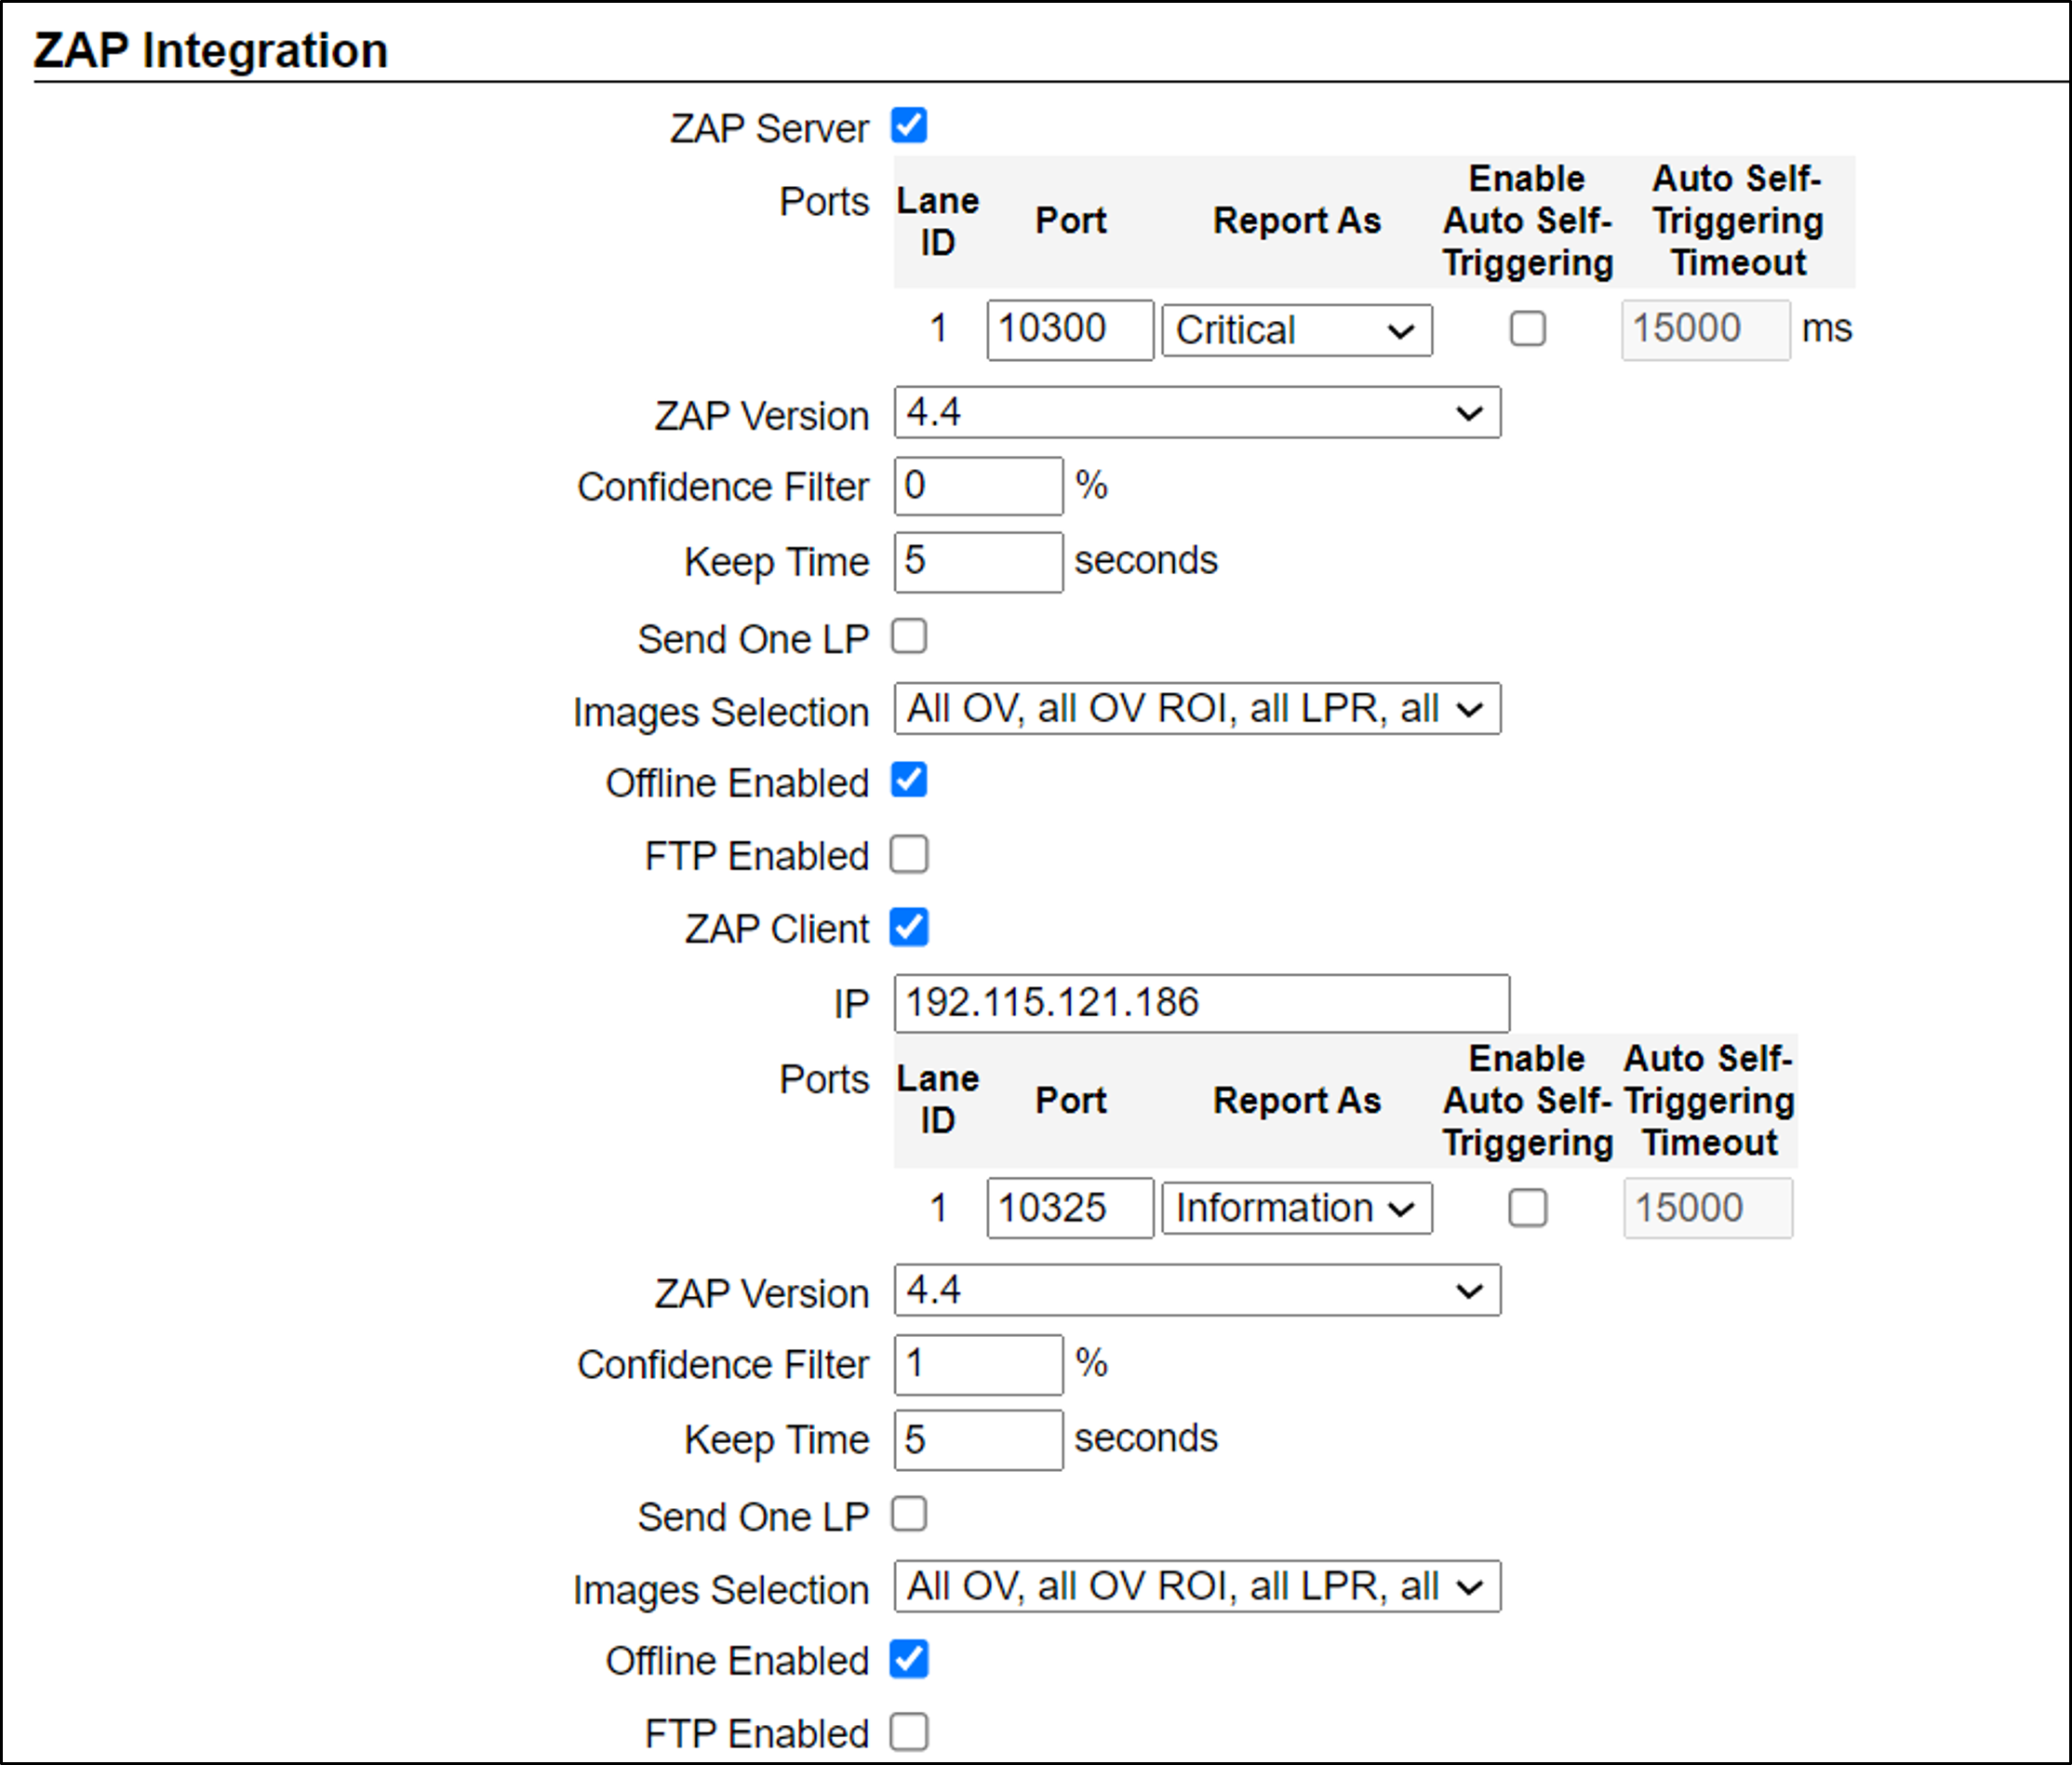 ZAP Integration
ZAP Server
Ports
Lane ID Port Report As Enable Auto Self-Triggering Auto Self-Triggering Timeout
1 10300 Critical 15000 ms
ZAP Version 4.4
Confidence Filter 0 %
Keep Time 5 seconds
Send One LP
Images Selection All OV, all OV ROI, all LPR, all
Offline Enabled
FTP Enabled
ZAP Client
IP 192.115.121.186
Ports
Lane ID Port Report As Enable Auto Self-Triggering Auto Self-Triggering Timeout
1 10325 Information 15000
ZAP Version 4.4
Confidence Filter 1 %
Keep Time 5 seconds
Send One LP
Images Selection All OV, all OV ROI, all LPR, all
Offline Enabled
FTP Enabled